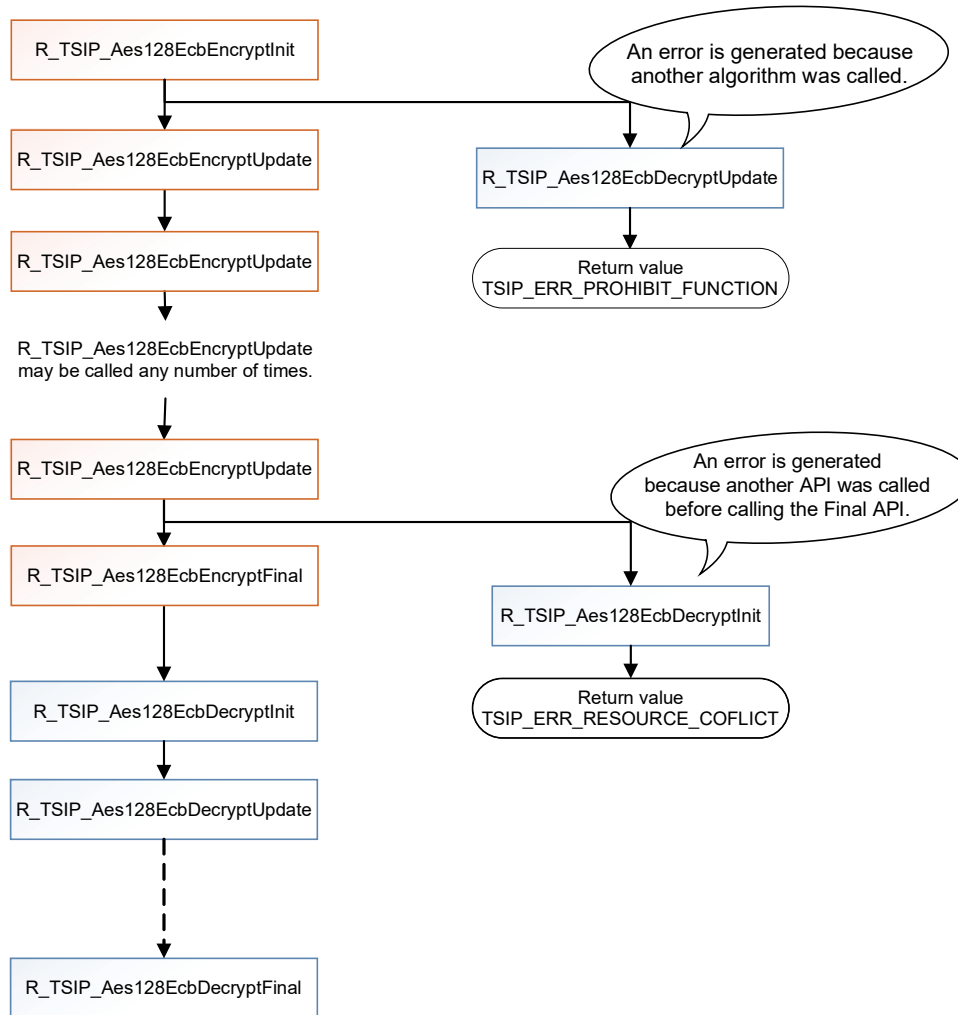 R_TSIP_Aes128EcbEncryptInit
An error is generated because
another algorithm was called.
R_TSIP_Aes128EcbEncryptUpdate
R_TSIP_Aes128EcbDecryptUpdate
R_TSIP_Aes128EcbEncryptUpdate
Return value
TSIP_ERR_PROHIBIT_FUNCTION
R_TSIP_Aes128EcbEncryptUpdate
may be called any number of times.
R_TSIP_Aes128EcbEncryptUpdate
An error is generated
because another API was called
before calling the Final API.
R_TSIP_Aes128EcbEncryptFinal
R_TSIP_Aes128EcbDecryptInit
R_TSIP_Aes128EcbDecryptInit
Return value
TSIP_ERR_RESOURCE_COFLICT
R_TSIP_Aes128EcbDecryptUpdate
R_TSIP_Aes128EcbDecryptFinal